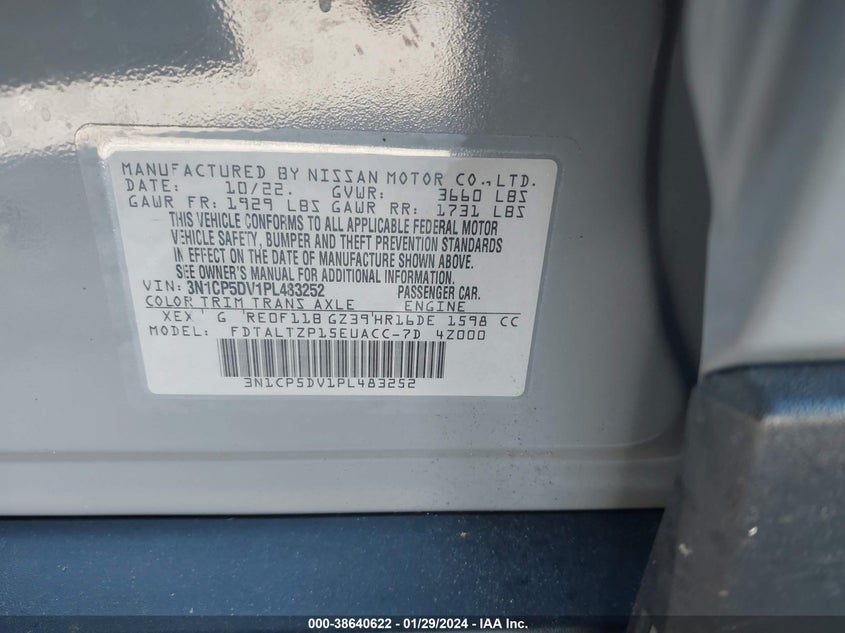 MANUFACTURED BY NISSAN MOTOR CO., LTD.
DATE: 10/22. GVWR: 3660 LBS
GAWR FR: 1929 LBS GAWR RR: 1731 LBS
THIS VEHICLE CONFORMS TO ALL APPLICABLE FEDERAL MOTOR
VEHICLE SAFETY, BUMPER AND THEFT PREVENTION STANDARDS
IN EFFECT ON THE DATE OF MANUFACTURE SHOWN ABOVE.
SEE OWNER'S MANUAL FOR ADDITIONAL INFORMATION.
VIN: 3N1CP5DV1PL483252 PASSENGER CAR.
COLOR TRIM TRANS AXLE ENGINE
XEX G RE0F11B GZ39 HR16DE 1598 CC
MODEL: FDTALTZP15EUACC-7D 4Z000
3N1CP5DV1PL483252
000-38640622 - 01/29/2024 - IAA Inc.